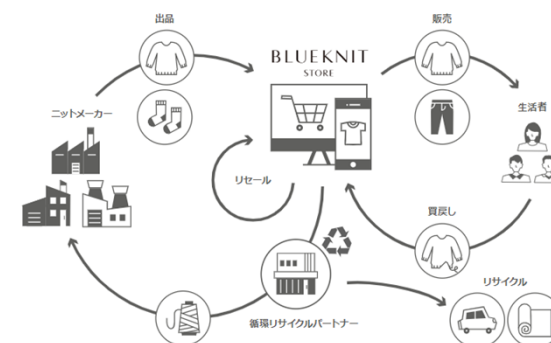 出品
販売
BLUEKNIT
STORE
ニットメーカー
生活者
リセール
買戻し
リサイクル
循環リサイクルパートナー